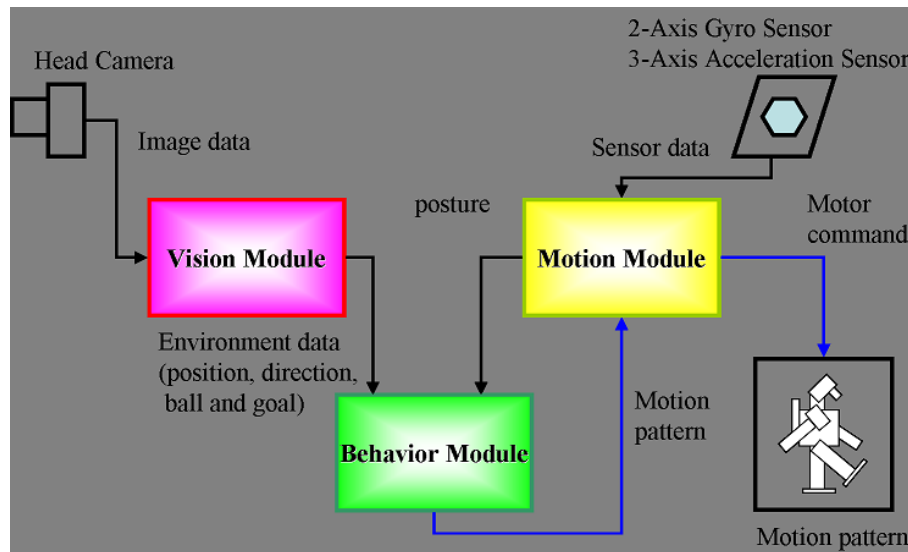 2-Axis Gyro Sensor
3-Axis Acceleration Sensor
Head Camera
Image data
Sensor data
posture
Motor
command
Vision Module
Motion Module
Environment data
(position, direction,
ball and goal)
Motion
pattern
Behavior Module
Motion pattern